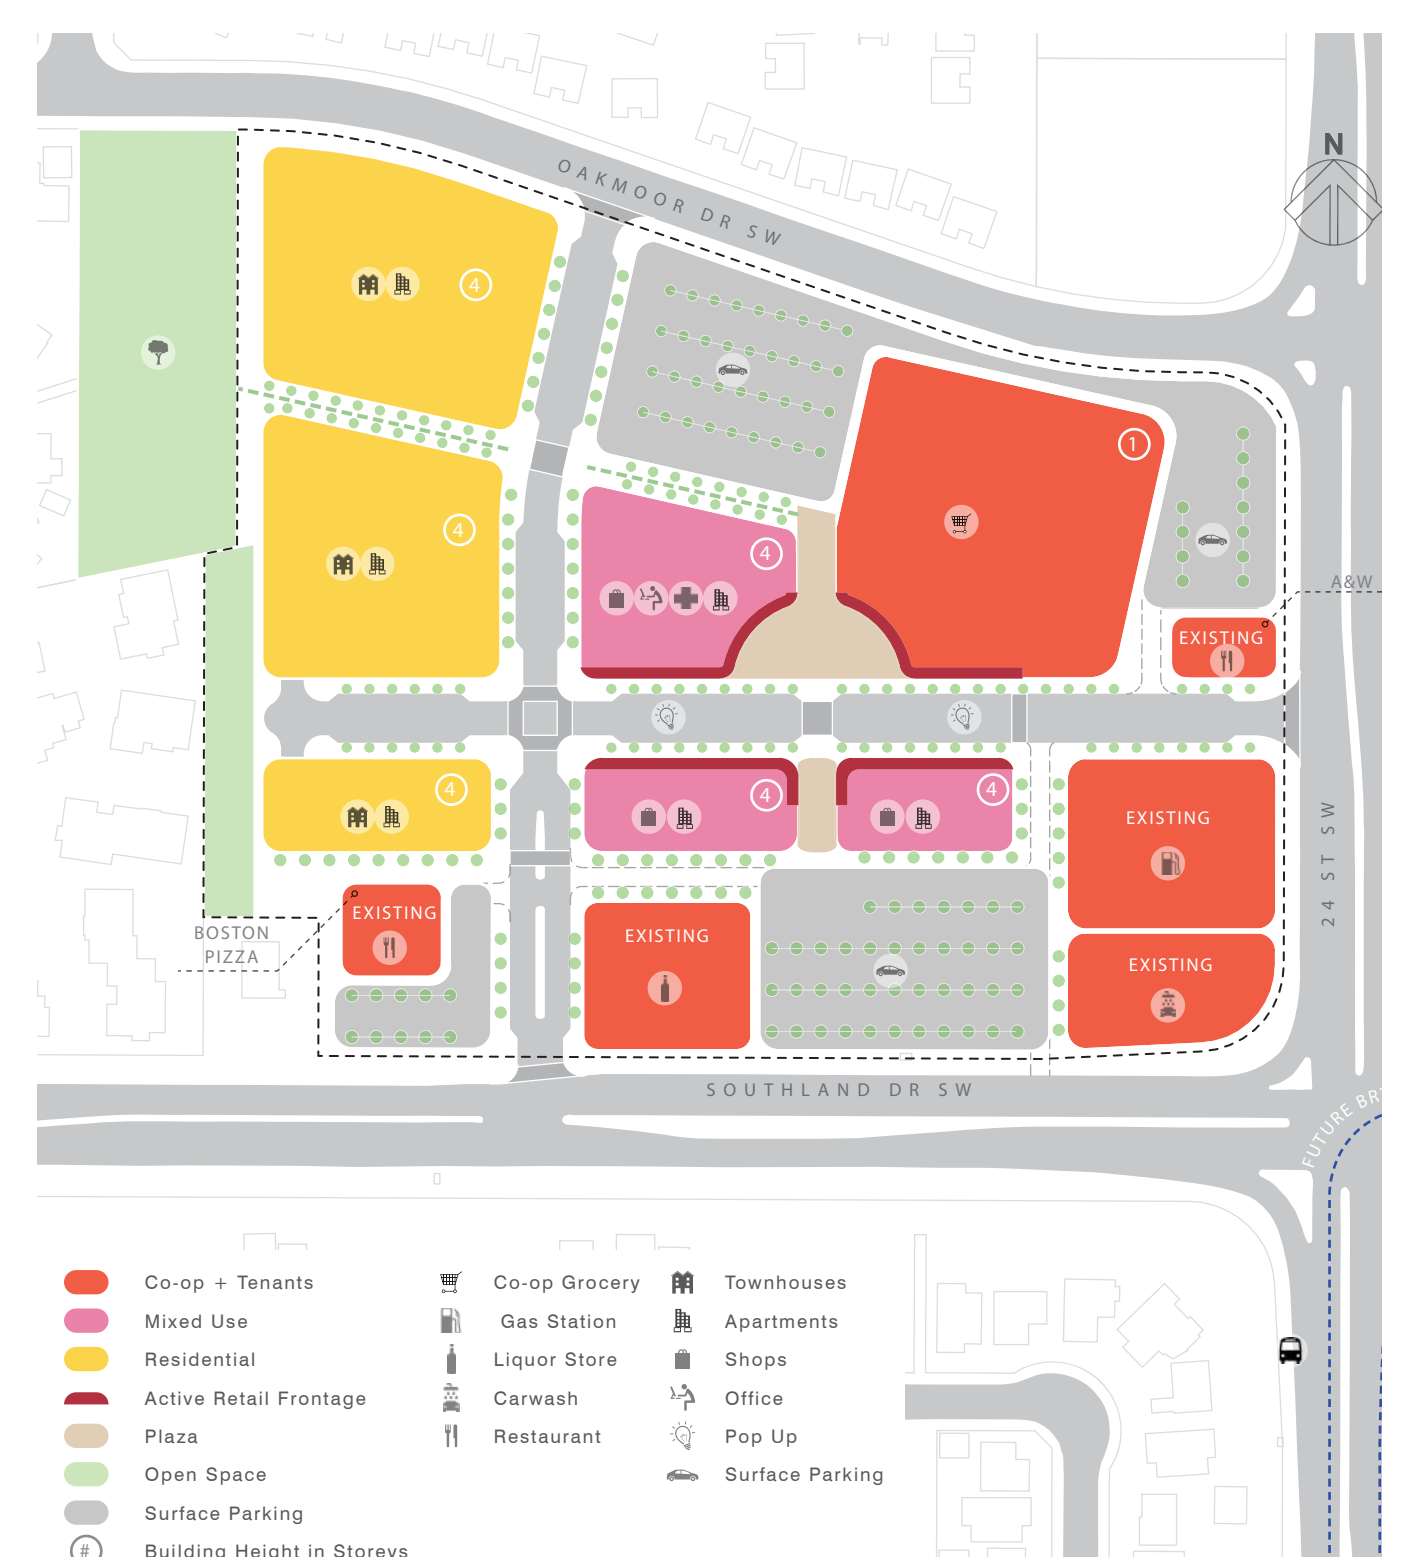 N
OAKMOOR DR SW
4
1
4
4
A&W
EXISTING
4
4
4
EXISTING
24 ST SW
EXISTING
BOSTON
PIZZA
EXISTING
EXISTING
SOUTHLAND DR SW
FUTURE
Co-op + Tenants
Co-op Grocery
Townhouses
Mixed Use
Gas Station
Apartments
Residential
Liquor Store
Shops
Active Retail Frontage
Carwash
Office
Plaza
Restaurant
Pop Up
Open Space
Surface Parking
Surface Parking
#
Building Height in Storeys